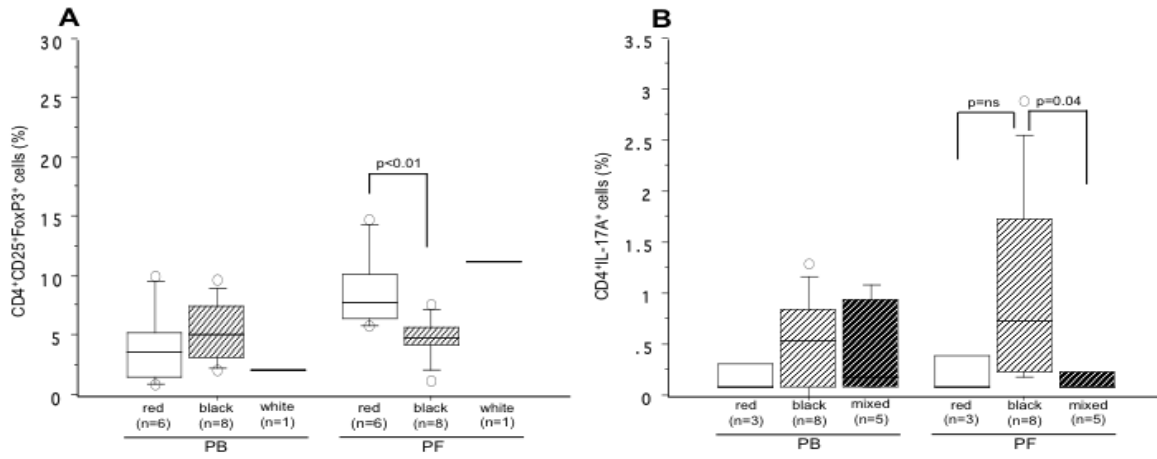 A
CD4+CD25+FoxP3+ cells (%)
30
25
20
15
10
5
0
p<0.01
red black white red black white
(n=6) (n=8) (n=1) (n=6) (n=8) (n=1)
PB PF
B
CD4+IL-17A+ cells (%)
3.5
3
2.5
2
1.5
1
.5
0
p=ns p=0.04
red black mixed red black mixed
(n=3) (n=8) (n=5) (n=3) (n=8) (n=5)
PB PF